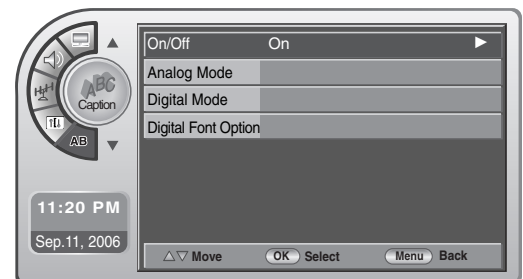 On/Off On
Analog Mode
Digital Mode
Digital Font Option
ABC
Caption
AB
11:20 PM
Sep.11, 2006
Move OK Select Menu Back